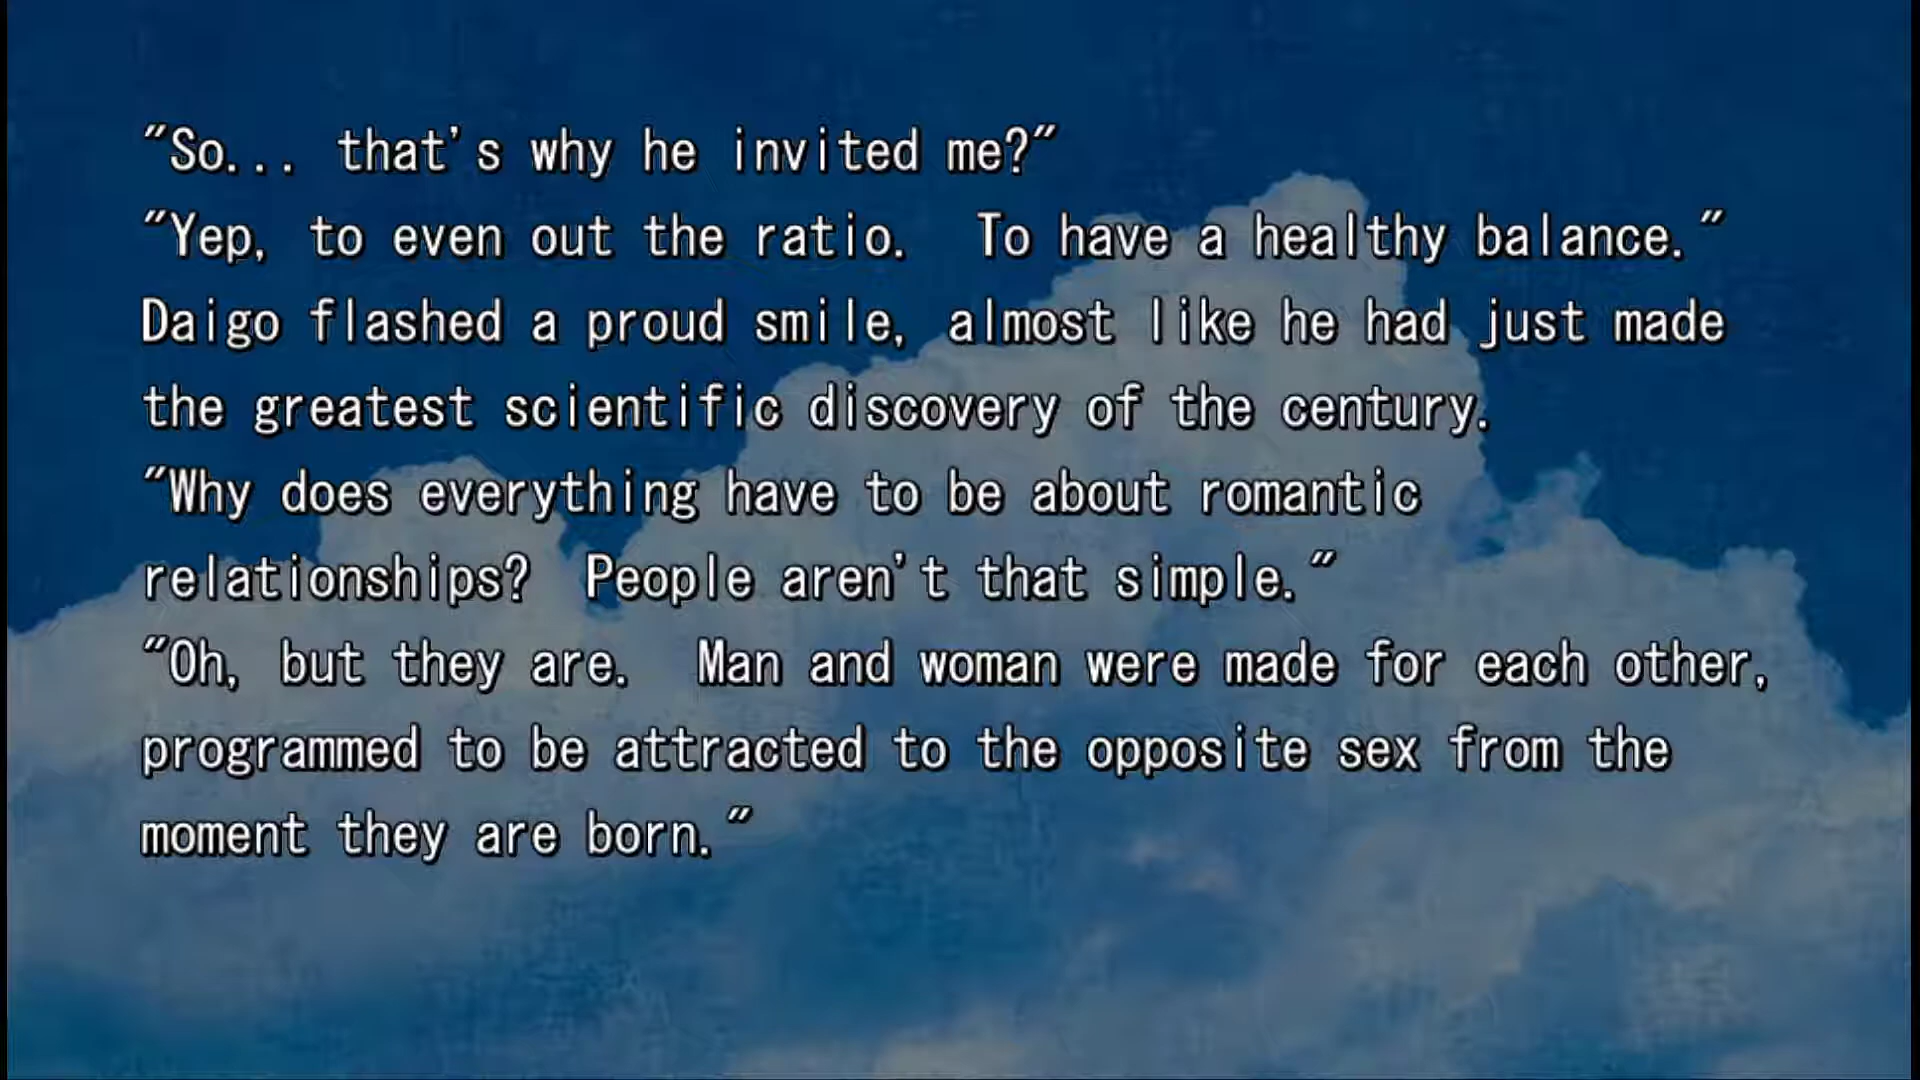 "So... that's why he invited me?"
"Yep, to even out the ratio.  To have a healthy balance."
Daigo flashed a proud smile, almost like he had just made
the greatest scientific discovery of the century.
"Why does everything have to be about romantic
relationships?  People aren't that simple."
"Oh, but they are.  Man and woman were made for each other,
programmed to be attracted to the opposite sex from the
moment they are born."